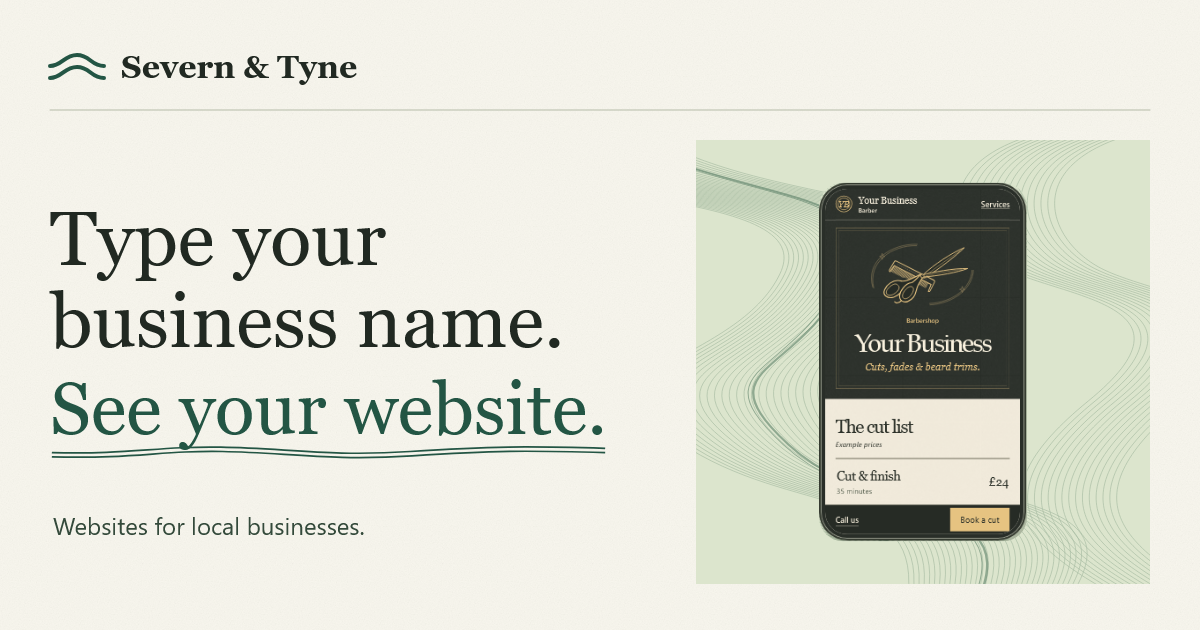 Severn & Tyne
Type your
business name.
See your website.
Websites for local businesses.
YB
Your Business
Barber
Services
Barbershop
Your Business
Cuts, fades & beard trims.
The cut list
Example prices
Cut & finish
£24
35 minutes
Call us
Book a cut